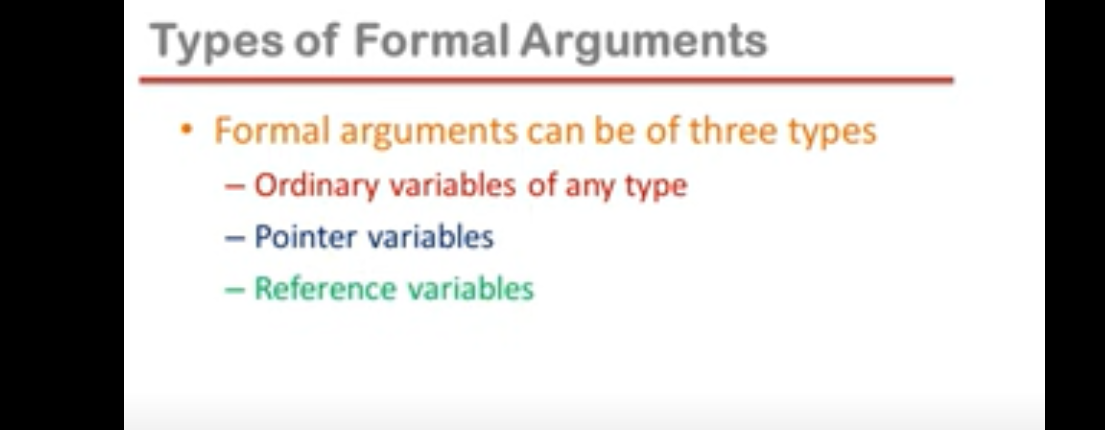 Types of Formal Arguments
• Formal arguments can be of three types
– Ordinary variables of any type
– Pointer variables
– Reference variables